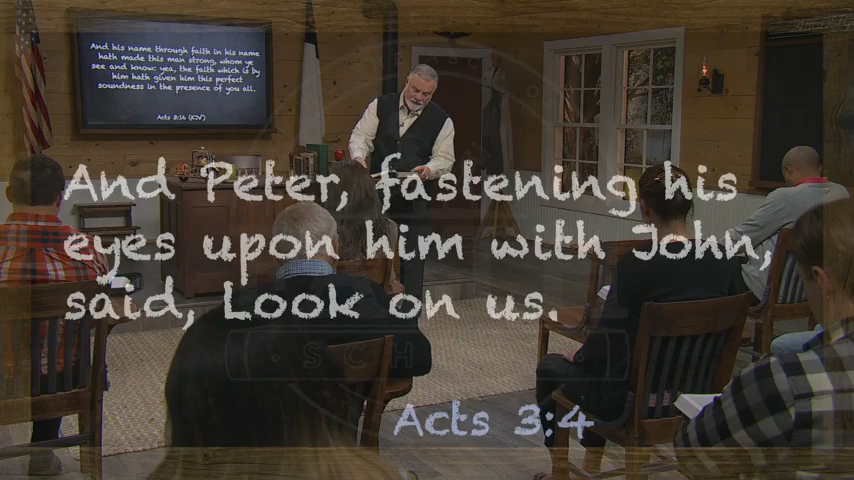 And his name through faith in his name
hath made this man strong, whom ye
see and know: yea, the faith which is by
him hath given him this perfect
soundness in the presence of you all.
Acts 3:16 (KJV)
And Peter, fastening his
eyes upon him with John,
said, Look on us.
Acts 3:4
SCH